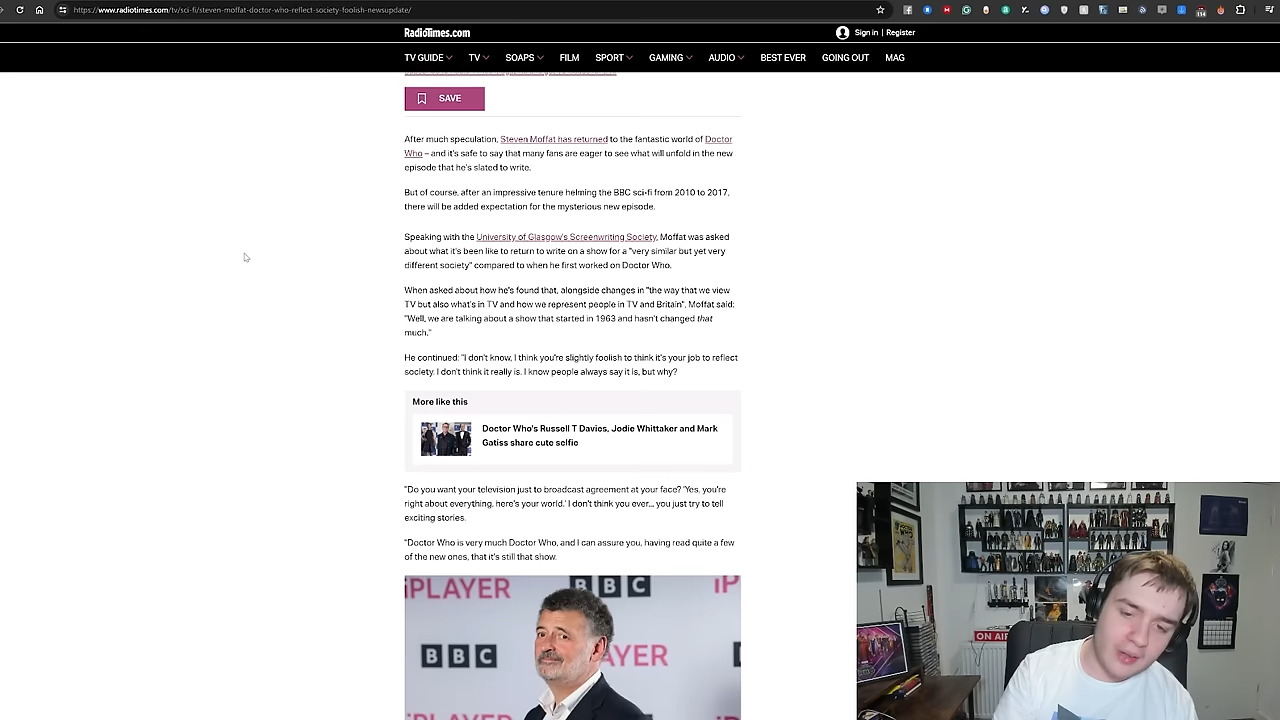 https://www.radiotimes.com/tv/sci-fi/steven-moffat-doctor-who-reflect-society-foolish-newsupdate/
RadioTimes.com
Sign in | Register
TV GUIDE TV SOAPS FILM SPORT GAMING AUDIO BEST EVER GOING OUT MAG
SAVE
After much speculation, Steven Moffat has returned to the fantastic world of Doctor
Who – and it's safe to say that many fans are eager to see what will unfold in the new
episode that he's slated to write.
But of course, after an impressive tenure helming the BBC sci-fi from 2010 to 2017,
there will be added expectation for the mysterious new episode.
Speaking with the University of Glasgow's Screenwriting Society, Moffat was asked
about what it's been like to return to write on a show for a "very similar but yet very
different society" compared to when he first worked on Doctor Who.
When asked about how he's found that, alongside changes in "the way that we view
TV but also what's in TV and how we represent people in TV and Britain", Moffat said:
"Well, we are talking about a show that started in 1963 and hasn't changed that
much."
He continued: "I don't know, I think you're slightly foolish to think it's your job to reflect
society. I don't think it really is. I know people always say it is, but why?
More like this
Doctor Who's Russell T Davies, Jodie Whittaker and Mark
Gatiss share cute selfie
"Do you want your television just to broadcast agreement at your face? 'Yes, you're
right about everything, here's your world.' I don't think you ever... you just try to tell
exciting stories.
"Doctor Who is very much Doctor Who, and I can assure you, having read quite a few
of the new ones, that it's still that show.
iPLAYER BBC iP
BBC AYER
ON AIR